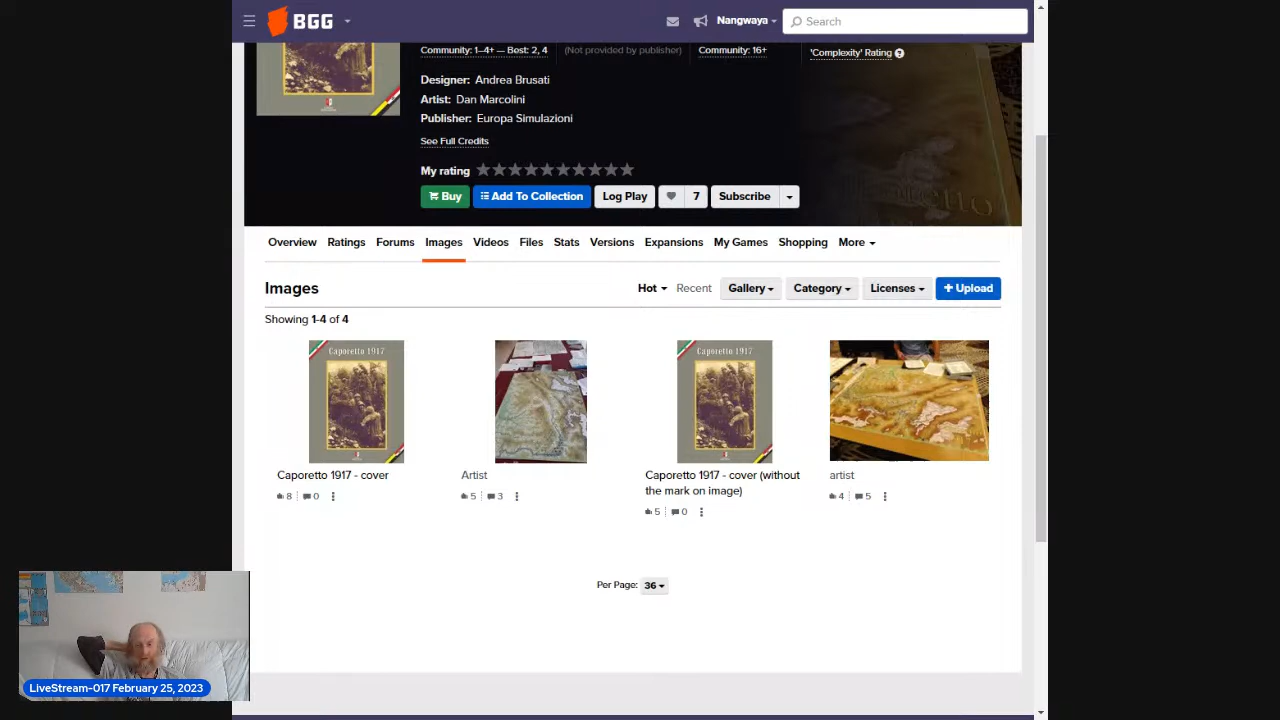 BGG
Nangwaya
Search
Community: 1–4+ — Best: 2, 4
(Not provided by publisher)
Community: 16+
'Complexity' Rating
Designer: Andrea Brusati
Artist: Dan Marcolini
Publisher: Europa Simulazioni
See Full Credits
My rating
Buy
Add To Collection
Log Play
7
Subscribe
Overview
Ratings
Forums
Images
Videos
Files
Stats
Versions
Expansions
My Games
Shopping
More
Images
Hot
Recent
Gallery
Category
Licenses
+ Upload
Showing 1-4 of 4
Caporetto 1917
Caporetto 1917
Caporetto 1917 - cover
Artist
Caporetto 1917 - cover (without
the mark on image)
artist
8
0
5
3
5
0
4
5
Per Page: 36
LiveStream-017 February 25, 2023